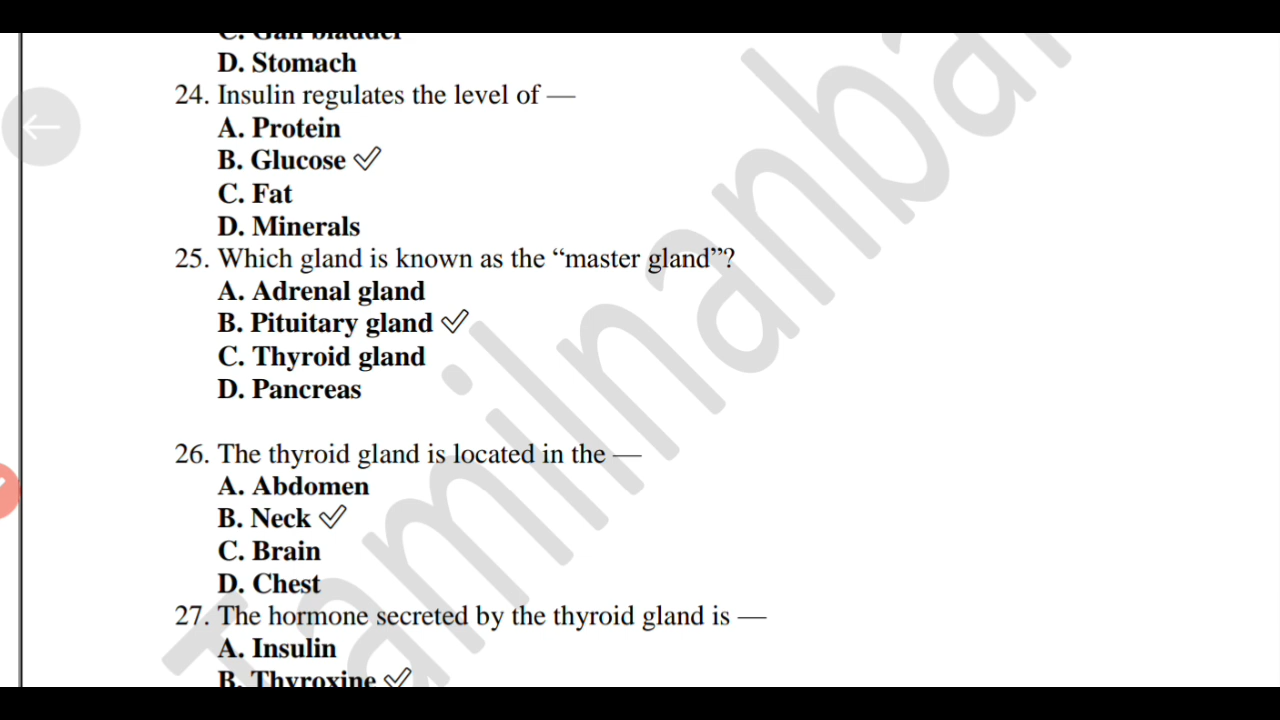 C. Gall bladder
D. Stomach
24. Insulin regulates the level of —
A. Protein
B. Glucose ✓
C. Fat
D. Minerals
25. Which gland is known as the “master gland”?
A. Adrenal gland
B. Pituitary gland ✓
C. Thyroid gland
D. Pancreas
26. The thyroid gland is located in the —
A. Abdomen
B. Neck ✓
C. Brain
D. Chest
27. The hormone secreted by the thyroid gland is —
A. Insulin
B. Thyroxine ✓